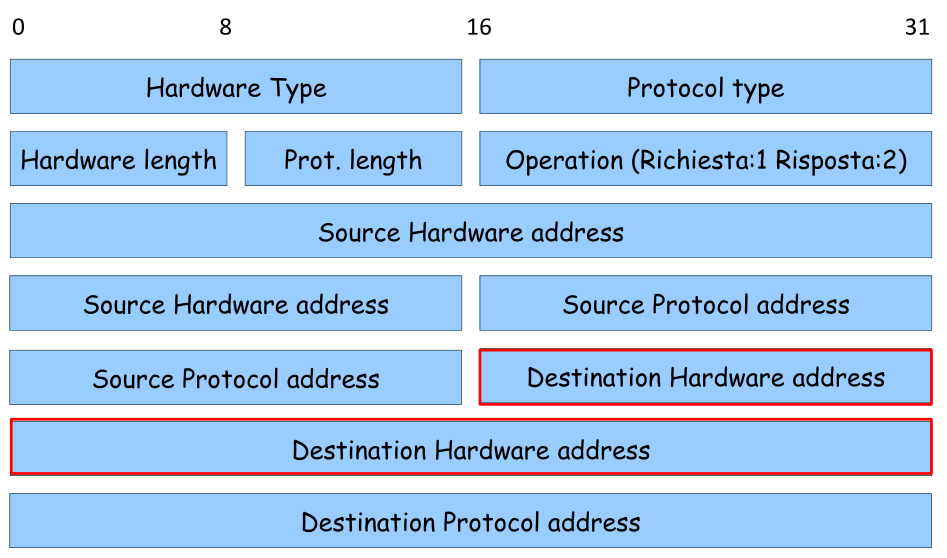 0 8 16 31
Hardware Type Protocol type
Hardware length Prot. length Operation (Richiesta:1 Risposta:2)
Source Hardware address
Source Hardware address Source Protocol address
Source Protocol address Destination Hardware address
Destination Hardware address
Destination Protocol address